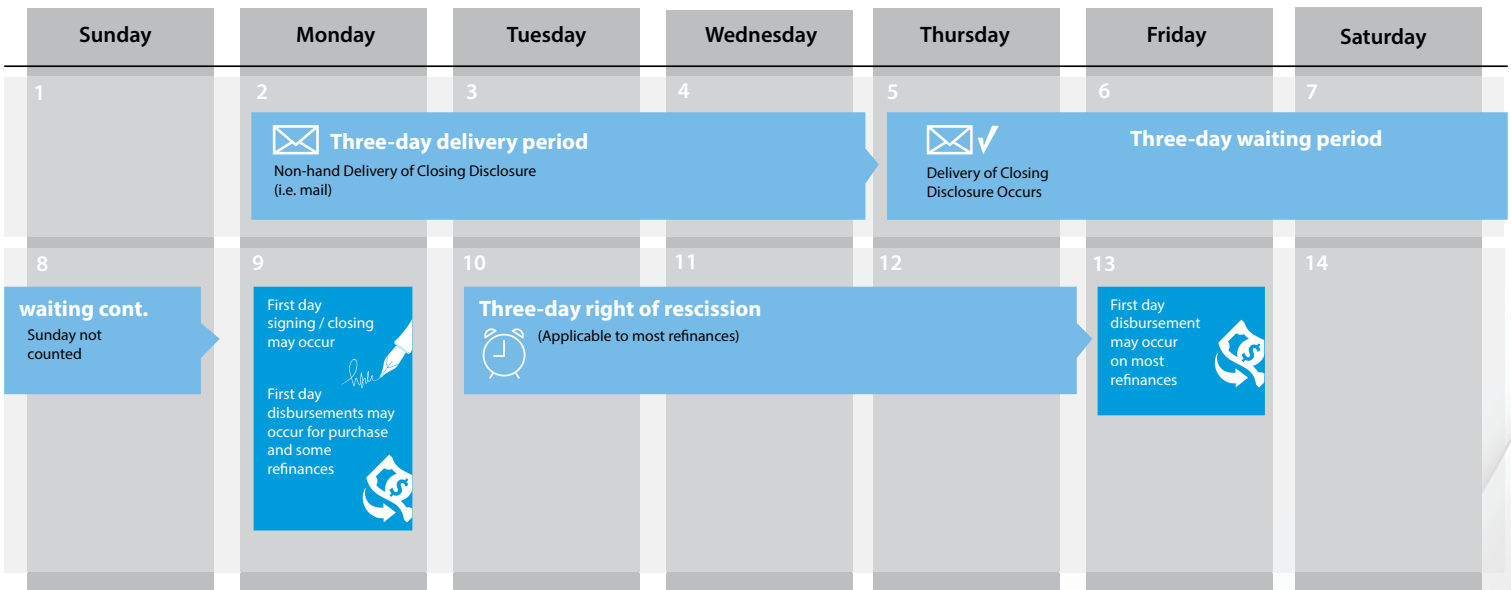 Sunday Monday Tuesday Wednesday Thursday Friday Saturday
1 2 3 4 5 6 7
Three-day delivery period
Non-hand Delivery of Closing Disclosure
(i.e. mail)
Three-day waiting period
Delivery of Closing
Disclosure Occurs
8 9 10 11 12 13 14
waiting cont.
Sunday not
counted
First day
signing / closing
may occur
First day
disbursements may
occur for purchase
and some
refinances
Three-day right of rescission
(Applicable to most refinances)
First day
disbursement
may occur
on most
refinances